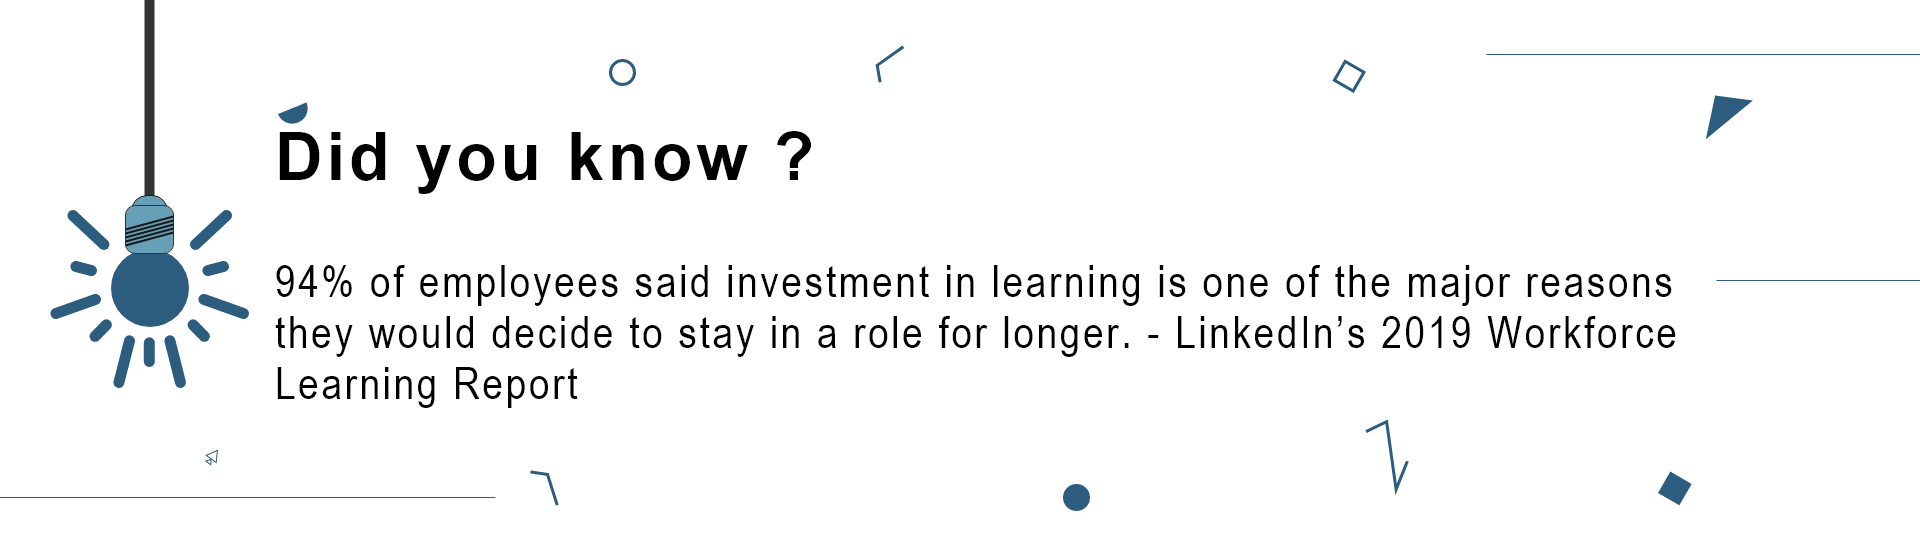 Did you know ?
94% of employees said investment in learning is one of the major reasons
they would decide to stay in a role for longer. - LinkedIn’s 2019 Workforce
Learning Report